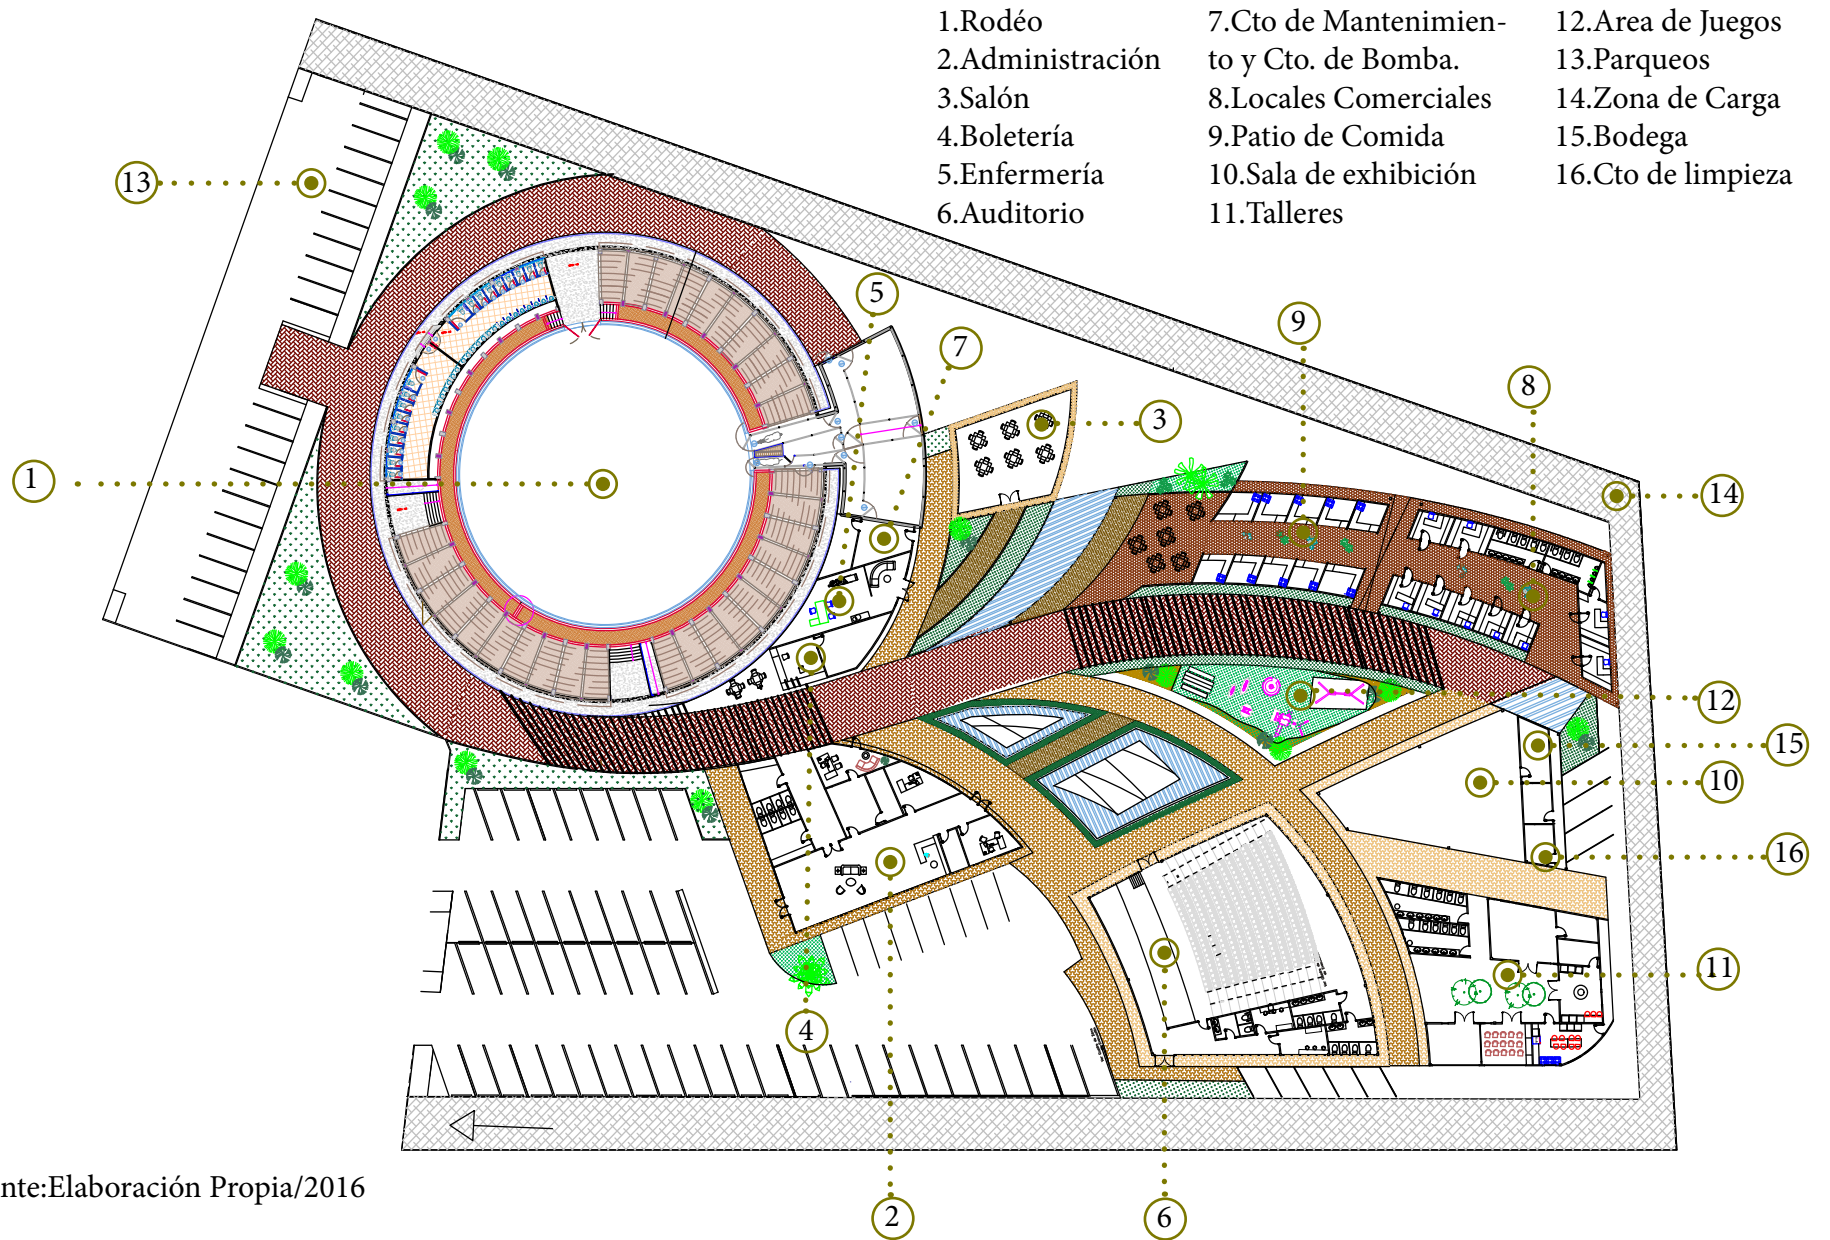 1.Rodéo
2.Administración
3.Salón
4.Boletería
5.Enfermería
6.Auditorio
7.Cto de Mantenimien-
to y Cto. de Bomba.
8.Locales Comerciales
9.Patio de Comida
10.Sala de exhibición
11.Talleres
12.Area de Juegos
13.Parqueos
14.Zona de Carga
15.Bodega
16.Cto de limpieza
13
5
9
7
8
3
1
14
12
15
10
16
11
4
2
6
nte:Elaboración Propia/2016